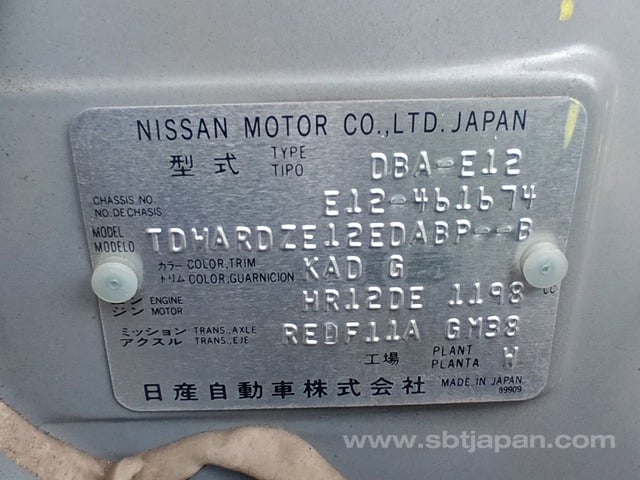 NISSAN MOTOR CO.,LTD. JAPAN
型式 TYPE TIPO DBA-E12
CHASSIS NO. NO. DE CHASIS E12-461674
MODEL MODELO TDWARDZE12EDABP--B
カラー COLOR,TRIM トリム COLOR,GUARNICION KAD G
ン ENGINE ジン MOTOR HR12DE 1198 CC
ミッション TRANS.,AXLE アクスル TRANS.,EJE RE0F11A GM38
工場 PLANT PLANTA W
日産自動車株式会社 MADE IN JAPAN
89909
www.sbtjapan.com